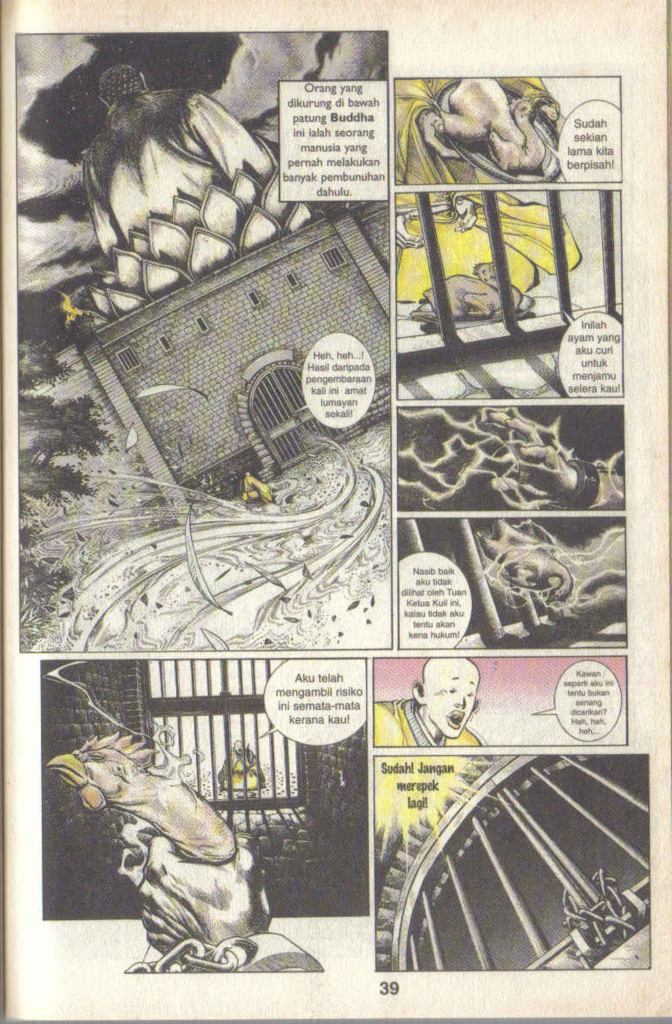 Orang yang
dikurung di bawah
patung Buddha
ini ialah seorang
manusia yang
pernah melakukan
banyak pembunuhan
dahulu.
Heh, heh...!
Hasil daripada
pengembaraan
kali ini amat
lumayan
sekali!
Sudah
sekian
lama kita
berpisah!
Inilah
ayam yang
aku curi
untuk
menjamu
selera kau!
Nasib baik
aku tidak
dilihat oleh Tuan
Ketua Kuil ini,
kalau tidak aku
tentu akan
kena hukum!
Aku telah
mengambil risiko
ini semata-mata
kerana kau!
Kawan
seperti aku ini
tentu bukan
senang
dicarikan?
Heh, heh,
heh...
Sudah! Jangan
merepek
lagi!
39